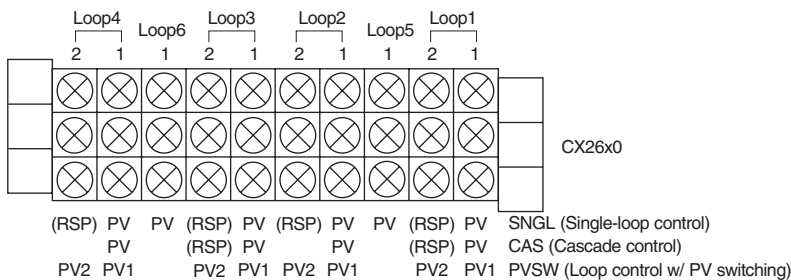 Loop4 Loop6 Loop3 Loop2 Loop5 Loop1
2 1 1 2 1 2 1 1 2 1
CX26x0
(RSP) PV PV (RSP) PV (RSP) PV PV (RSP) PV SNGL (Single-loop control)
PV (RSP) PV PV (RSP) PV CAS (Cascade control)
PV2 PV1 PV2 PV1 PV2 PV1 PV2 PV1 PVSW (Loop control w/ PV switching)